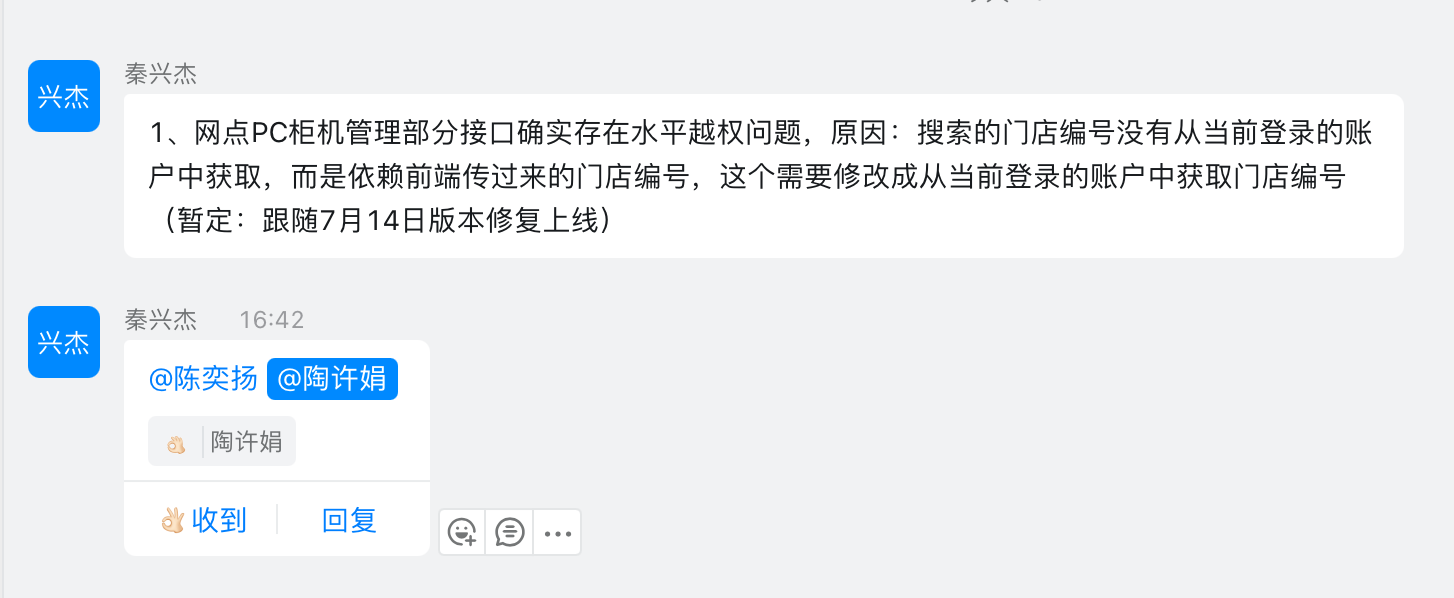 秦兴杰
兴杰
1、网点PC柜机管理部分接口确实存在水平越权问题，原因：搜索的门店编号没有从当前登录的账
户中获取，而是依赖前端传过来的门店编号，这个需要修改成从当前登录的账户中获取门店编号
（暂定：跟随7月14日版本修复上线）
秦兴杰 16:42
兴杰
@陈奕扬 @陶许娟
👌🏻 陶许娟
👌🏻收到 回复